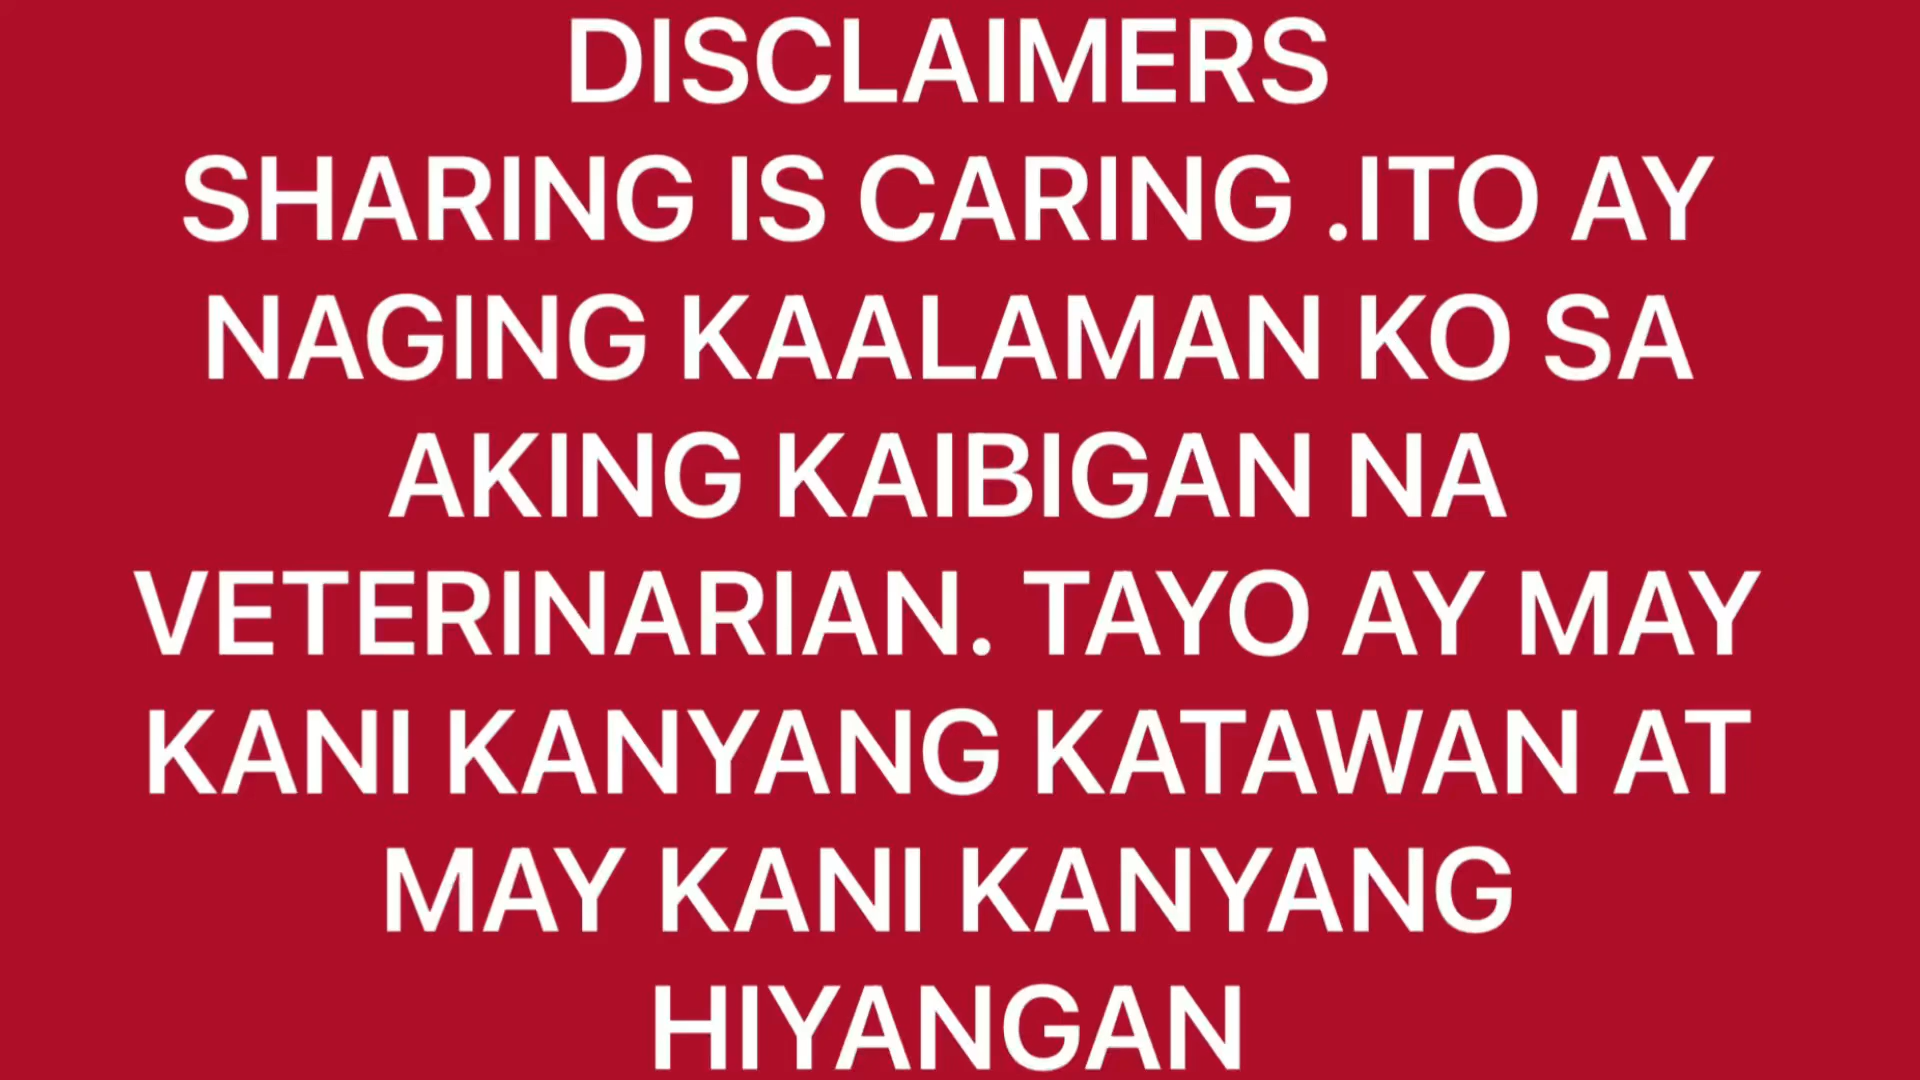 DISCLAIMERS
SHARING IS CARING .ITO AY
NAGING KAALAMAN KO SA
AKING KAIBIGAN NA
VETERINARIAN. TAYO AY MAY
KANI KANYANG KATAWAN AT
MAY KANI KANYANG
HIYANGAN